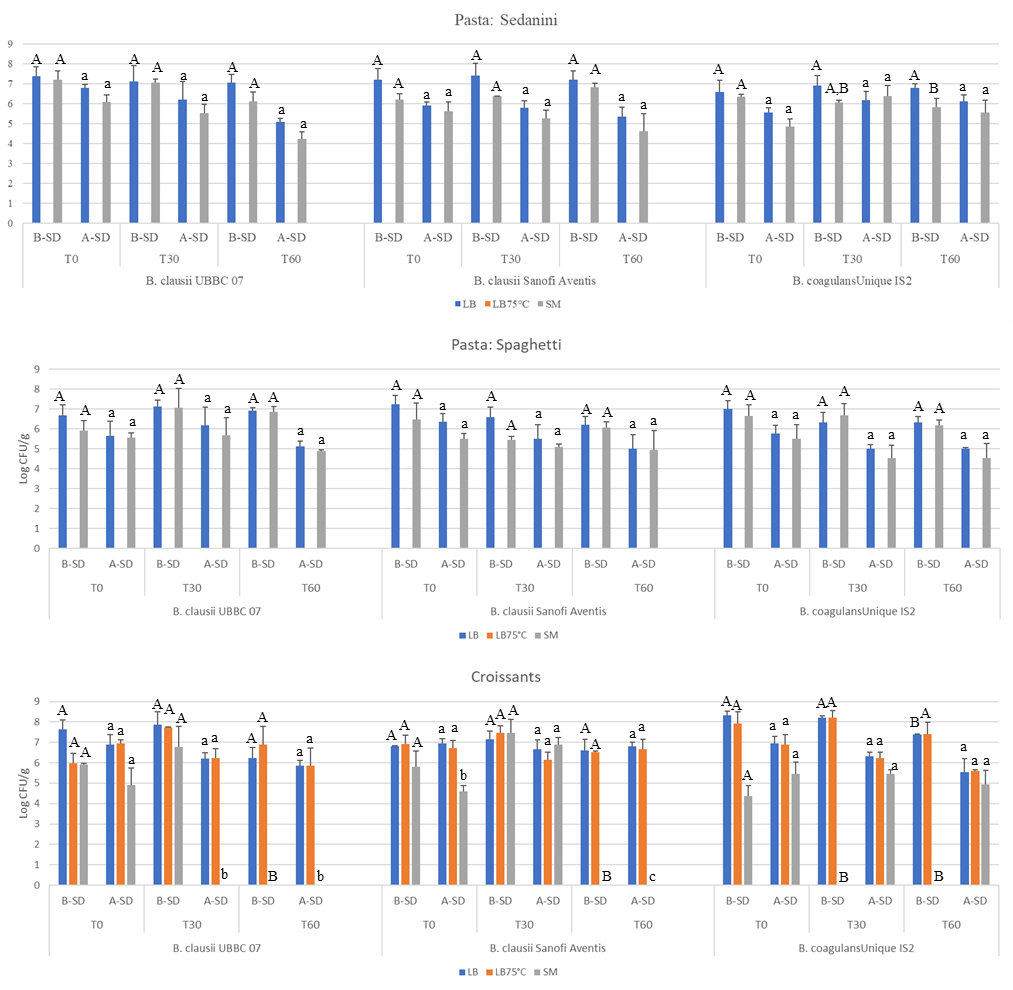 Pasta: Sedanini
9
8
7
6
5
4
3
2
1
0
A A a a A A a A A a a
A A a a A A a a A A a a
A A a a A A,B a a A B a a
B-SD A-SD B-SD A-SD B-SD A-SD B-SD A-SD B-SD A-SD B-SD A-SD B-SD A-SD B-SD A-SD B-SD A-SD
T0 T30 T60 T0 T30 T60 T0 T30 T60
B. clausii UBBC 07 B. clausii Sanofi Aventis B. coagulansUnique IS2
LB LB75°C SM
Pasta: Spaghetti
Log CFU/g
9
8
7
6
5
4
3
2
1
0
A A a a A A a a A A a a
A A a a A A a a A A a a
A A a a A A a a A A a a
B-SD A-SD B-SD A-SD B-SD A-SD B-SD A-SD B-SD A-SD B-SD A-SD B-SD A-SD B-SD A-SD B-SD A-SD
T0 T30 T60 T0 T30 T60 T0 T30 T60
B. clausii UBBC 07 B. clausii Sanofi Aventis B. coagulansUnique IS2
LB LB75°C SM
Croissants
Log CFU/g
9
8
7
6
5
4
3
2
1
0
A A A a a a A A A a a b A A B a a b
A A A a a b A A A a a a A A B a a c
A A A a a a A A B a a a B A B a a a
B-SD A-SD B-SD A-SD B-SD A-SD B-SD A-SD B-SD A-SD B-SD A-SD B-SD A-SD B-SD A-SD B-SD A-SD
T0 T30 T60 T0 T30 T60 T0 T30 T60
B. clausii UBBC 07 B. clausii Sanofi Aventis B. coagulansUnique IS2
LB LB75°C SM